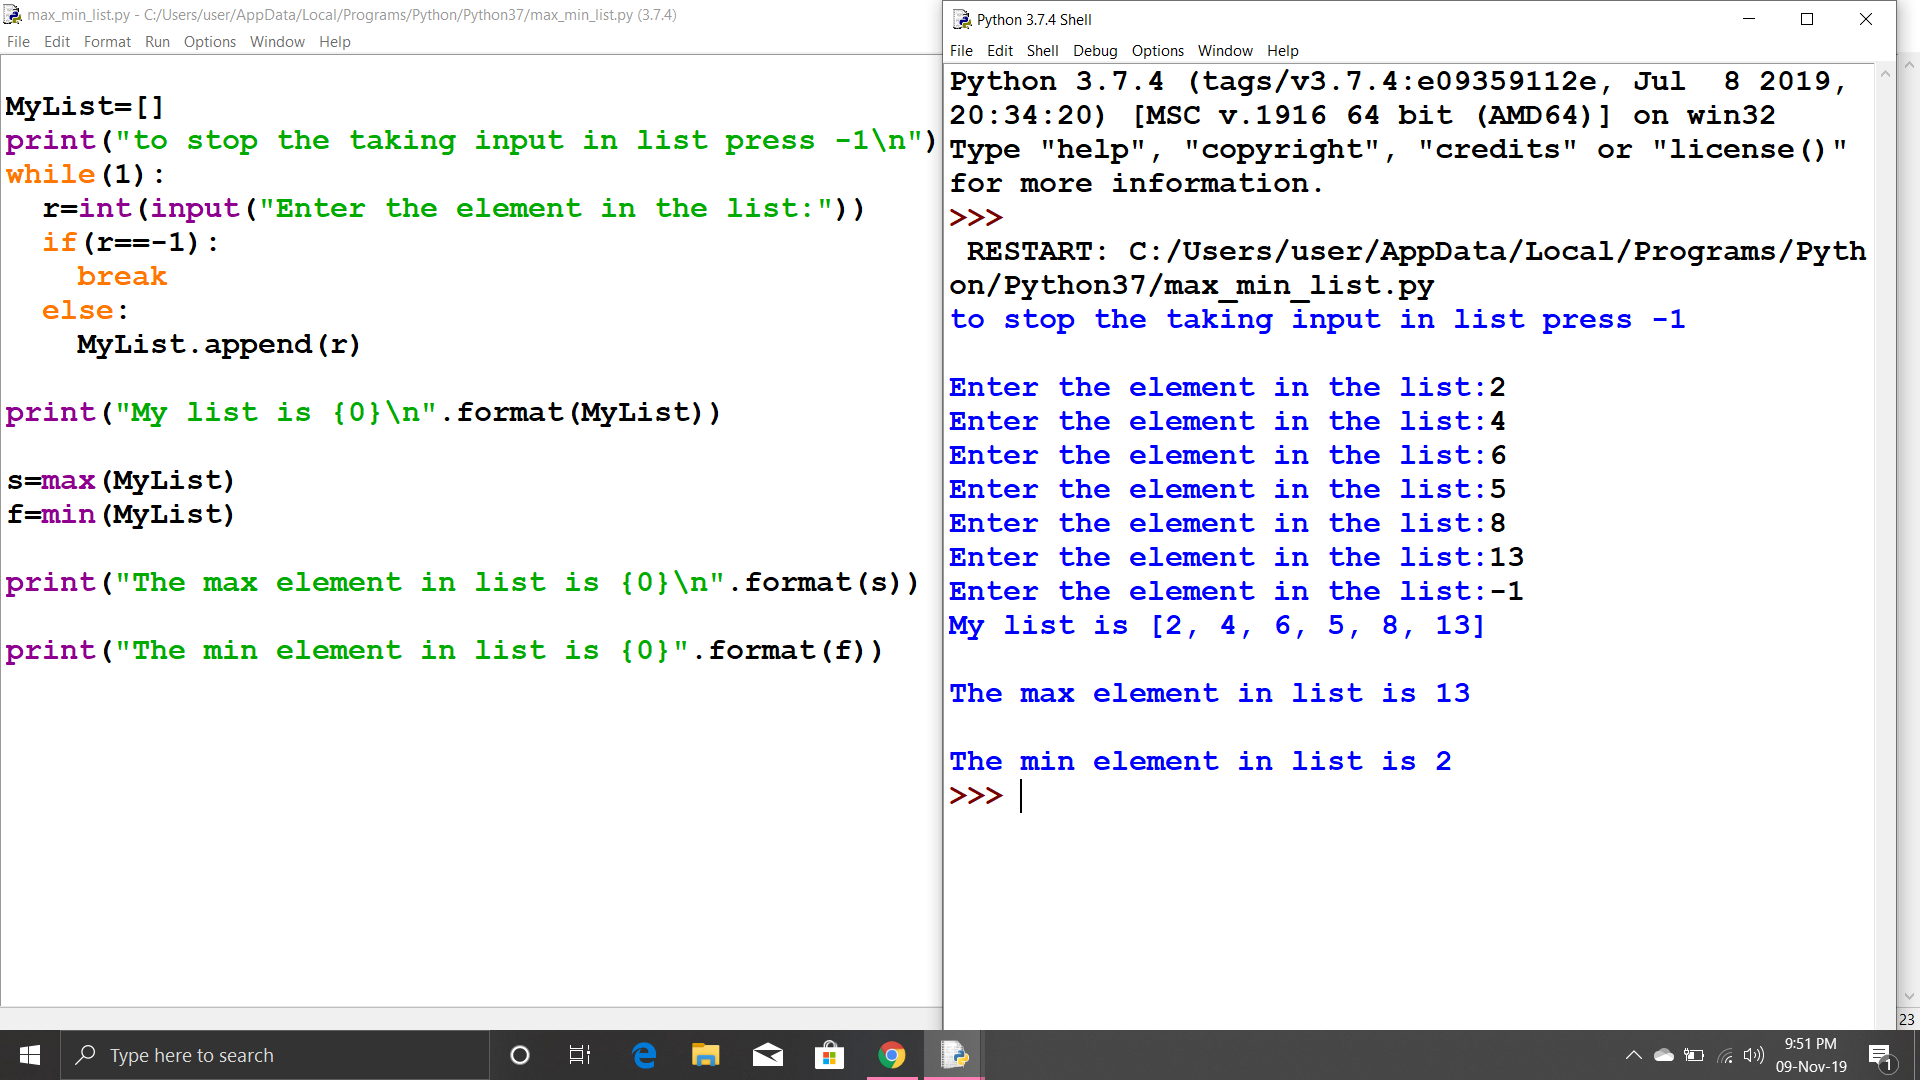 max_min_list.py - C:/Users/user/AppData/Local/Programs/Python/Python37/max_min_list.py (3.7.4)
File Edit Format Run Options Window Help
MyList=[]
print("to stop the taking input in list press -1\n")
while(1):
  r=int(input("Enter the element in the list:"))
  if(r==-1):
    break
  else:
    MyList.append(r)
print("My list is {0}\n".format(MyList))
s=max(MyList)
f=min(MyList)
print("The max element in list is {0}\n".format(s))
print("The min element in list is {0}".format(f))
Python 3.7.4 Shell
File Edit Shell Debug Options Window Help
Python 3.7.4 (tags/v3.7.4:e09359112e, Jul  8 2019,
20:34:20) [MSC v.1916 64 bit (AMD64)] on win32
Type "help", "copyright", "credits" or "license()"
for more information.
>>>
 RESTART: C:/Users/user/AppData/Local/Programs/Pyth
on/Python37/max_min_list.py
to stop the taking input in list press -1
Enter the element in the list:2
Enter the element in the list:4
Enter the element in the list:6
Enter the element in the list:5
Enter the element in the list:8
Enter the element in the list:13
Enter the element in the list:-1
My list is [2, 4, 6, 5, 8, 13]
The max element in list is 13
The min element in list is 2
>>>
23
Type here to search
9:51 PM
09-Nov-19
1